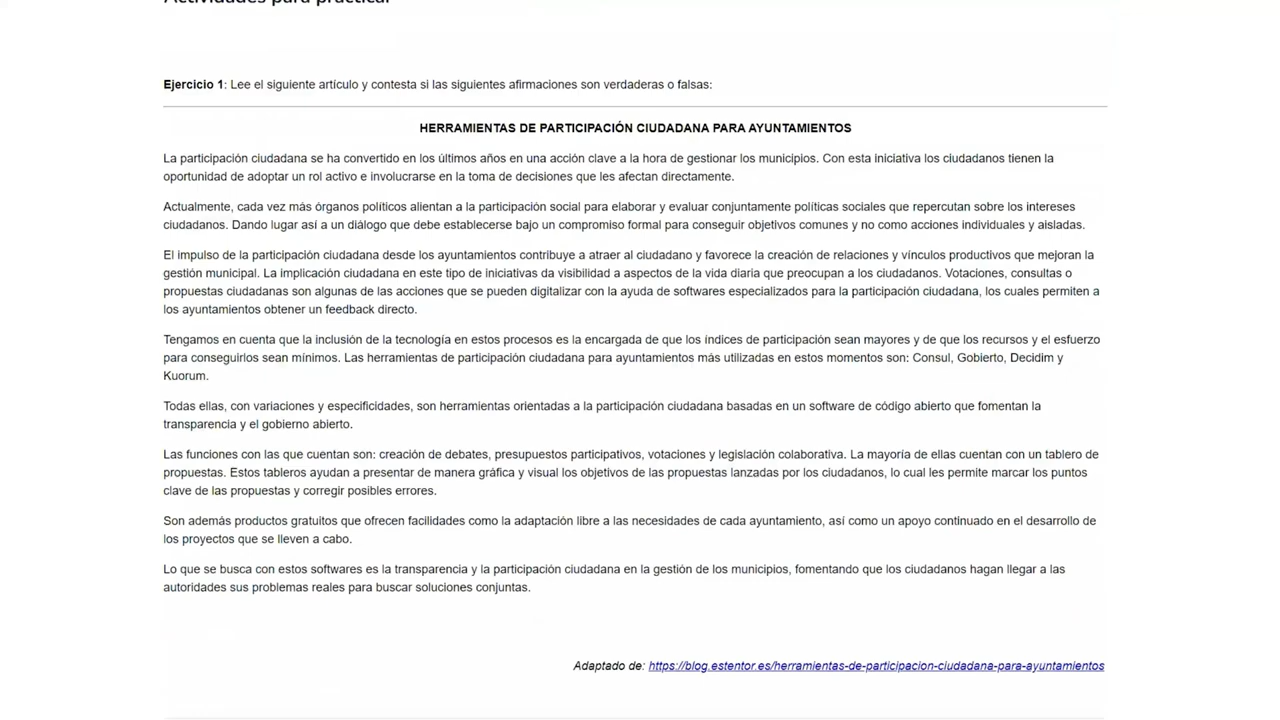 Actividades para practicar
Ejercicio 1: Lee el siguiente artículo y contesta si las siguientes afirmaciones son verdaderas o falsas:
HERRAMIENTAS DE PARTICIPACIÓN CIUDADANA PARA AYUNTAMIENTOS
La participación ciudadana se ha convertido en los últimos años en una acción clave a la hora de gestionar los municipios. Con esta iniciativa los ciudadanos tienen la
oportunidad de adoptar un rol activo e involucrarse en la toma de decisiones que les afectan directamente.
Actualmente, cada vez más órganos políticos alientan a la participación social para elaborar y evaluar conjuntamente políticas sociales que repercutan sobre los intereses
ciudadanos. Dando lugar así a un diálogo que debe establecerse bajo un compromiso formal para conseguir objetivos comunes y no como acciones individuales y aisladas.
El impulso de la participación ciudadana desde los ayuntamientos contribuye a atraer al ciudadano y favorece la creación de relaciones y vínculos productivos que mejoran la
gestión municipal. La implicación ciudadana en este tipo de iniciativas da visibilidad a aspectos de la vida diaria que preocupan a los ciudadanos. Votaciones, consultas o
propuestas ciudadanas son algunas de las acciones que se pueden digitalizar con la ayuda de softwares especializados para la participación ciudadana, los cuales permiten a
los ayuntamientos obtener un feedback directo.
Tengamos en cuenta que la inclusión de la tecnología en estos procesos es la encargada de que los índices de participación sean mayores y de que los recursos y el esfuerzo
para conseguirlos sean mínimos. Las herramientas de participación ciudadana para ayuntamientos más utilizadas en estos momentos son: Consul, Gobierto, Decidim y
Kuorum.
Todas ellas, con variaciones y especificidades, son herramientas orientadas a la participación ciudadana basadas en un software de código abierto que fomentan la
transparencia y el gobierno abierto.
Las funciones con las que cuentan son: creación de debates, presupuestos participativos, votaciones y legislación colaborativa. La mayoría de ellas cuentan con un tablero de
propuestas. Estos tableros ayudan a presentar de manera gráfica y visual los objetivos de las propuestas lanzadas por los ciudadanos, lo cual les permite marcar los puntos
clave de las propuestas y corregir posibles errores.
Son además productos gratuitos que ofrecen facilidades como la adaptación libre a las necesidades de cada ayuntamiento, así como un apoyo continuado en el desarrollo de
los proyectos que se lleven a cabo.
Lo que se busca con estos softwares es la transparencia y la participación ciudadana en la gestión de los municipios, fomentando que los ciudadanos hagan llegar a las
autoridades sus problemas reales para buscar soluciones conjuntas.
Adaptado de: https://blog.estentor.es/herramientas-de-participacion-ciudadana-para-ayuntamientos